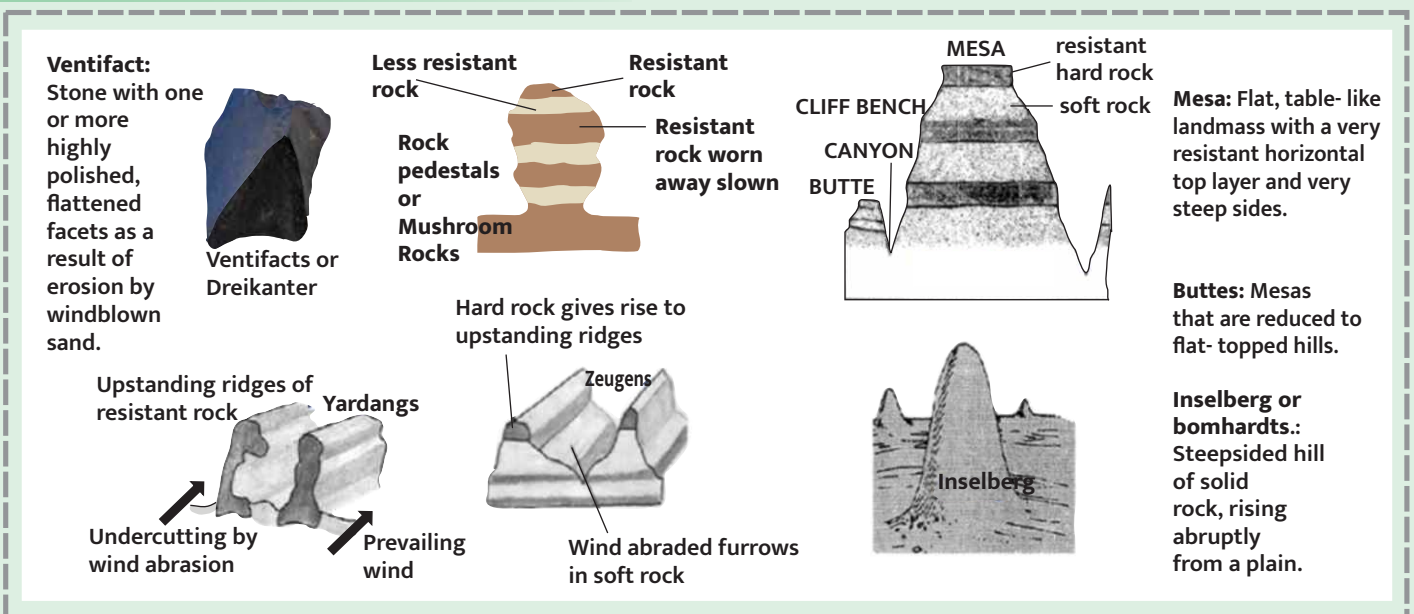 Ventifact:
Stone with one
or more
highly
polished,
flattened
facets as a
result of
erosion by
windblown
sand.
Ventifacts or
Dreikanter
Less resistant
rock
Resistant
rock
Resistant
rock worn
away slown
Rock
pedestals
or
Mushroom
Rocks
MESA
resistant
hard rock
soft rock
CLIFF BENCH
CANYON
BUTTE
Mesa: Flat, table- like
landmass with a very
resistant horizontal
top layer and very
steep sides.
Buttes: Mesas
that are reduced to
flat- topped hills.
Inselberg or
bomhardts.:
Steepsided hill
of solid
rock, rising
abruptly
from a plain.
Upstanding ridges of
resistant rock
Yardangs
Undercutting by
wind abrasion
Prevailing
wind
Hard rock gives rise to
upstanding ridges
Zeugens
Wind abraded furrows
in soft rock
Inselberg